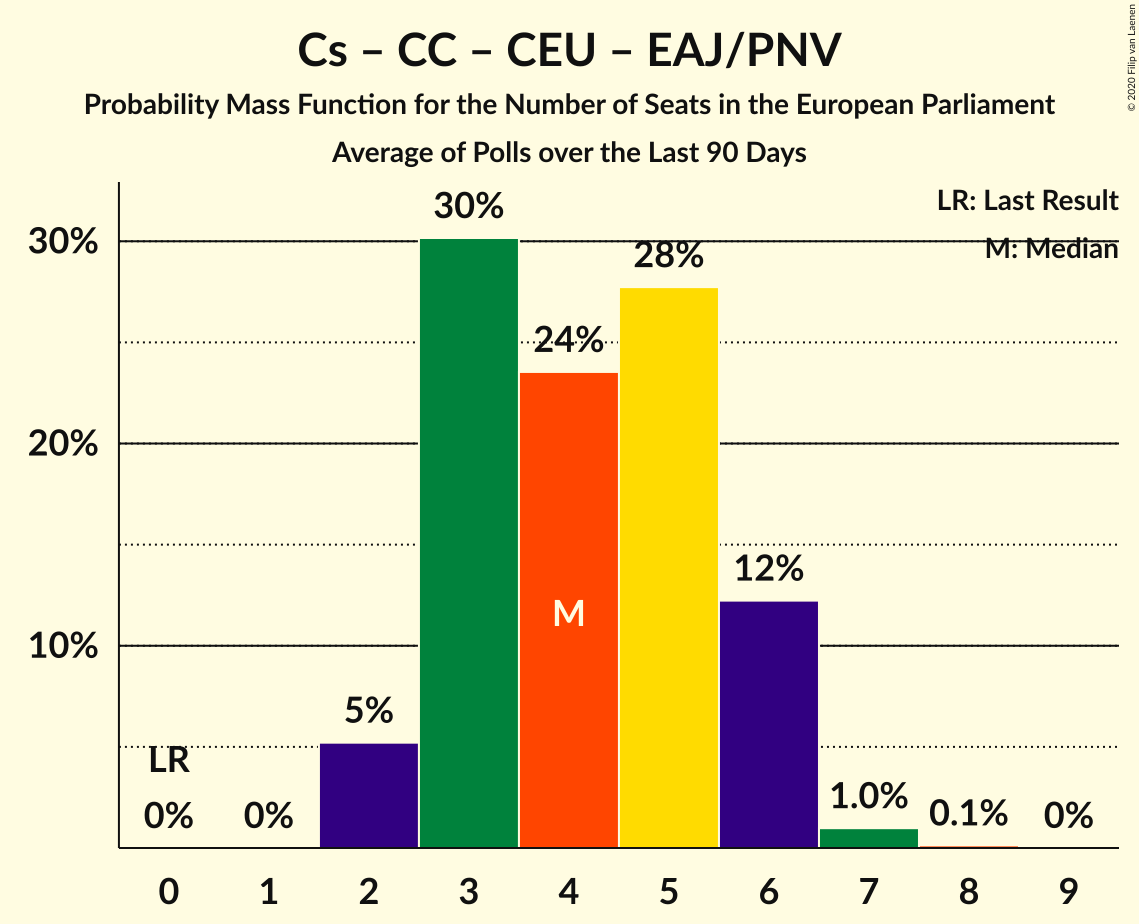 Cs – CC – CEU – EAJ/PNV
Probability Mass Function for the Number of Seats in the European Parliament
Average of Polls over the Last 90 Days
© 2020 Filip van Laenen
LR: Last Result
M: Median
30%
20%
10%
LR
0%
0%
5%
30%
24%
M
28%
12%
1.0%
0.1%
0%
0 1 2 3 4 5 6 7 8 9